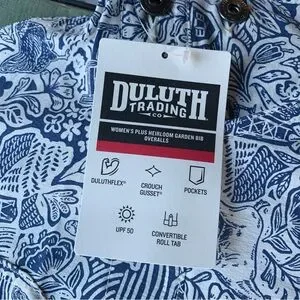 DULUTH
TRADING
CO
WOMEN'S PLUS HEIRLOOM GARDEN BIB
OVERALLS
DULUTHFLEX®
CROUCH
GUSSET®
POCKETS
UPF 50
CONVERTIBLE
ROLL TAB